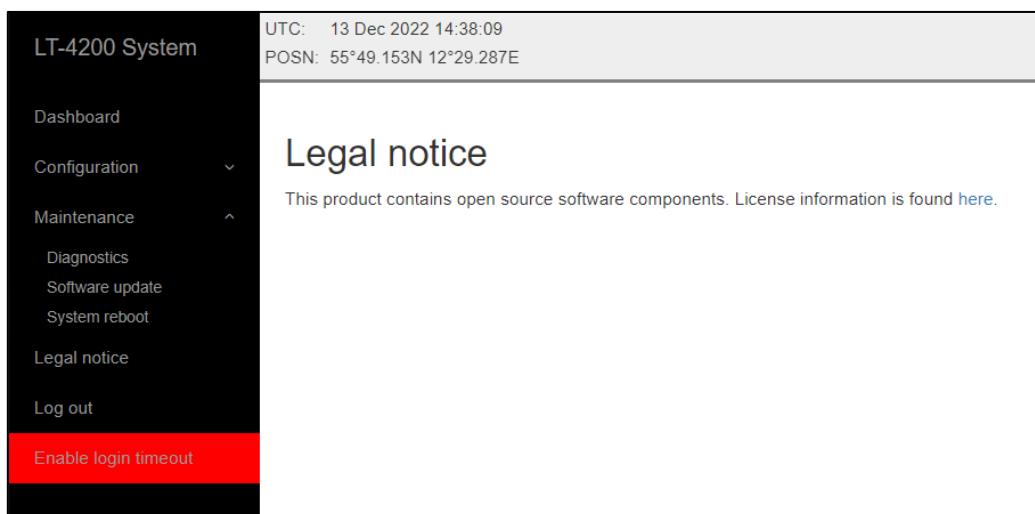 LT-4200 System
UTC: 13 Dec 2022 14:38:09
POSN: 55°49.153N 12°29.287E
Dashboard
Configuration
Maintenance
Diagnostics
Software update
System reboot
Legal notice
Log out
Enable login timeout
Legal notice
This product contains open source software components. License information is found here.